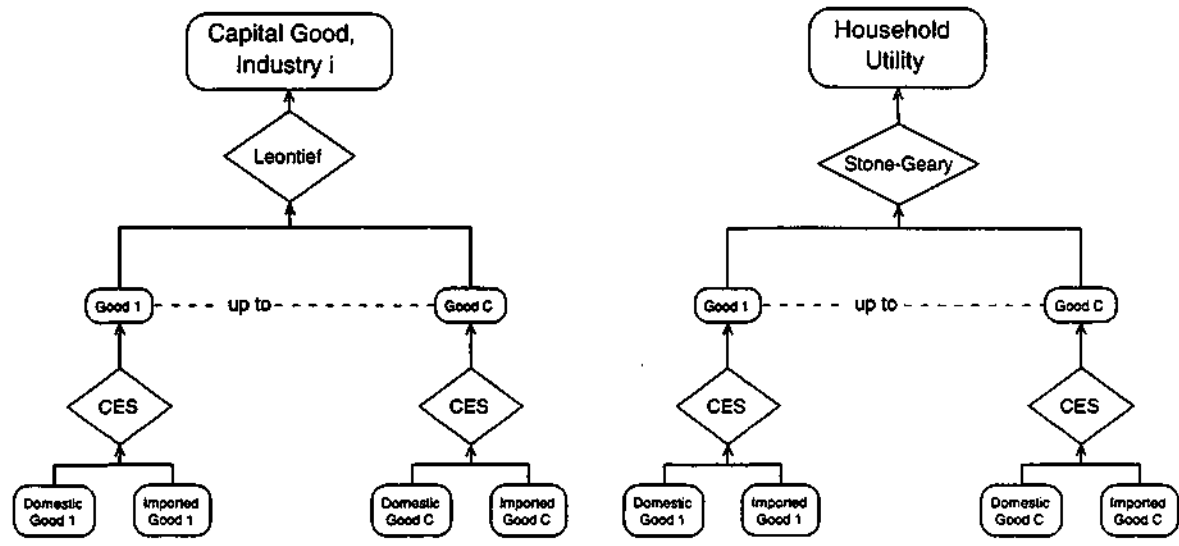 Capital Good,
Industry i
Leontief
Good 1
up to
Good C
CES
CES
Domestic
Good 1
Imported
Good 1
Domestic
Good C
Imported
Good C
Household
Utility
Stone-Geary
Good 1
up to
Good C
CES
CES
Domestic
Good 1
Imported
Good 1
Domestic
Good C
Imported
Good C